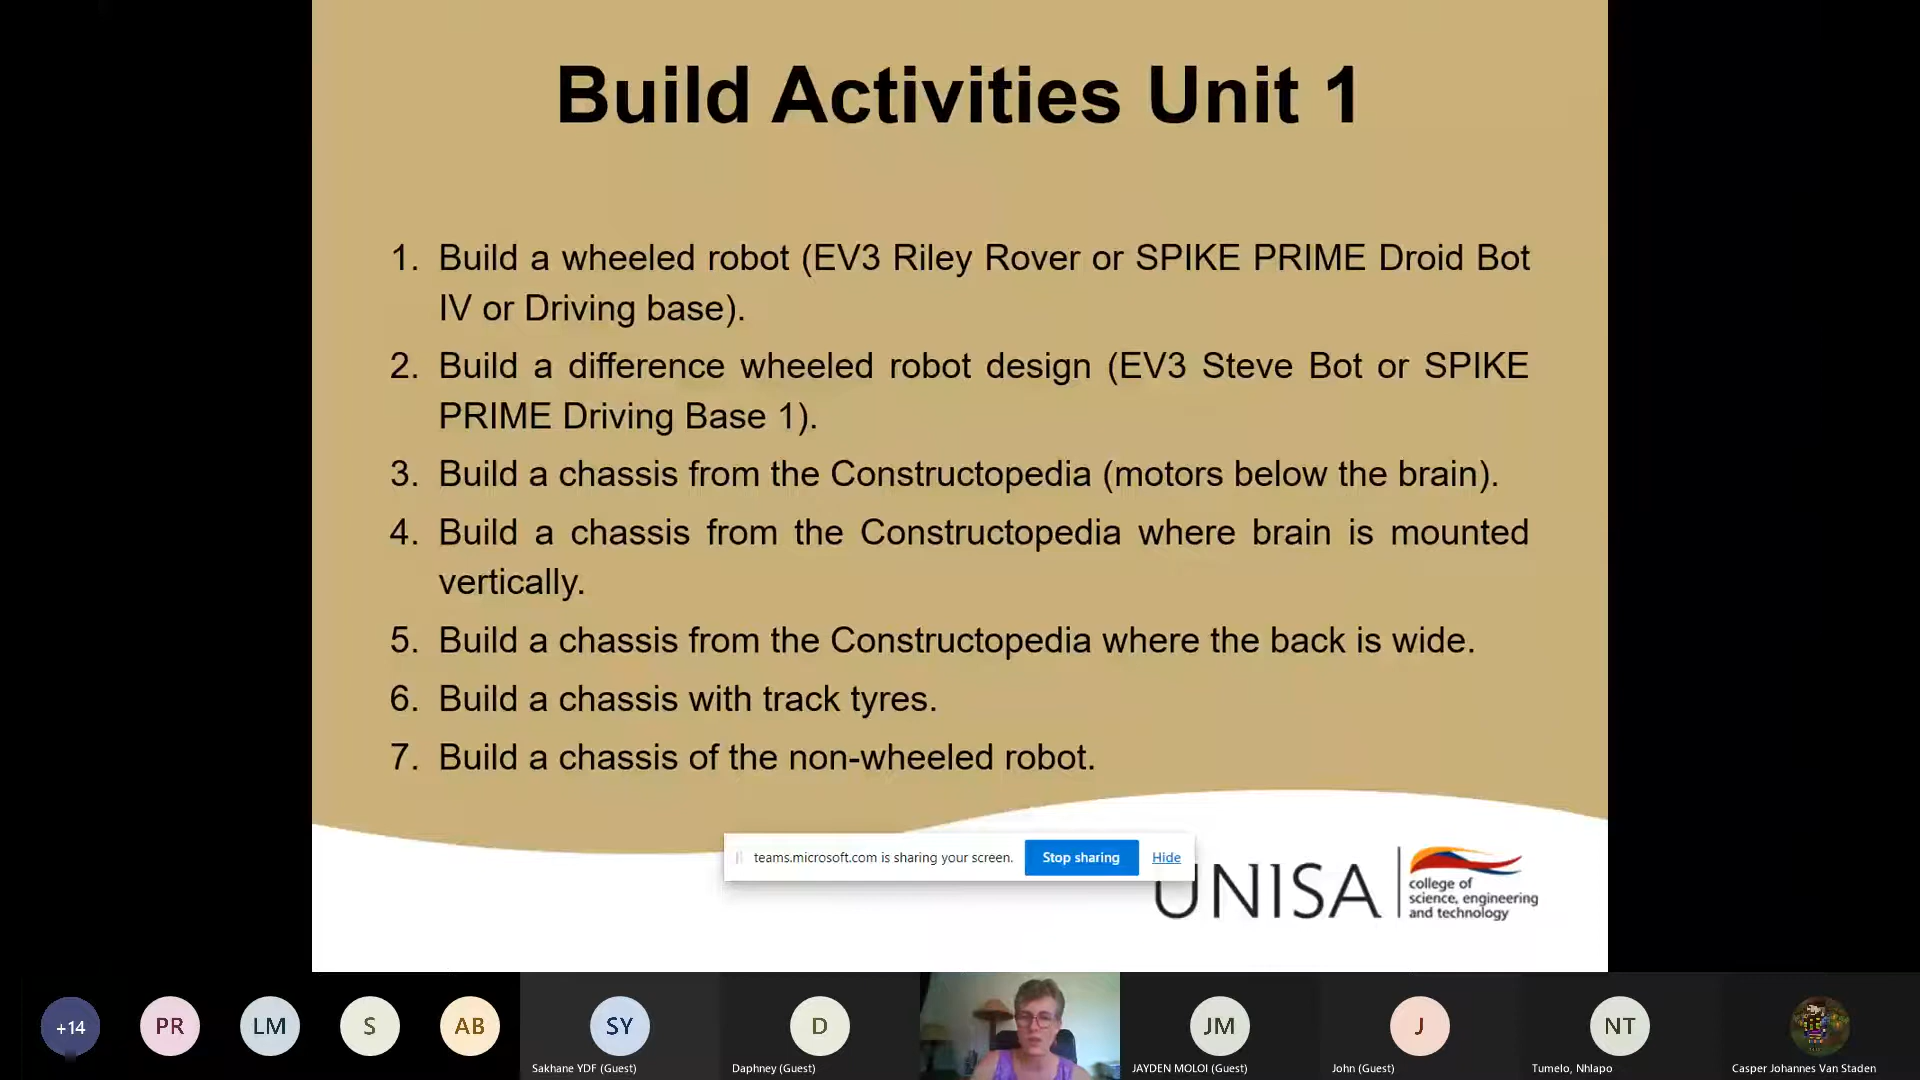 Build Activities Unit 1
1. Build a wheeled robot (EV3 Riley Rover or SPIKE PRIME Droid Bot
IV or Driving base).
2. Build a difference wheeled robot design (EV3 Steve Bot or SPIKE
PRIME Driving Base 1).
3. Build a chassis from the Constructopedia (motors below the brain).
4. Build a chassis from the Constructopedia where brain is mounted
vertically.
5. Build a chassis from the Constructopedia where the back is wide.
6. Build a chassis with track tyres.
7. Build a chassis of the non-wheeled robot.
teams.microsoft.com is sharing your screen. Stop sharing Hide
UNISA
college of
science, engineering
and technology
+14 PR LM S AB SY D JM J NT
Sakhane YDF (Guest) Daphney (Guest) JAYDEN MOLOI (Guest) John (Guest) Tumelo, Nhlapo Casper Johannes Van Staden